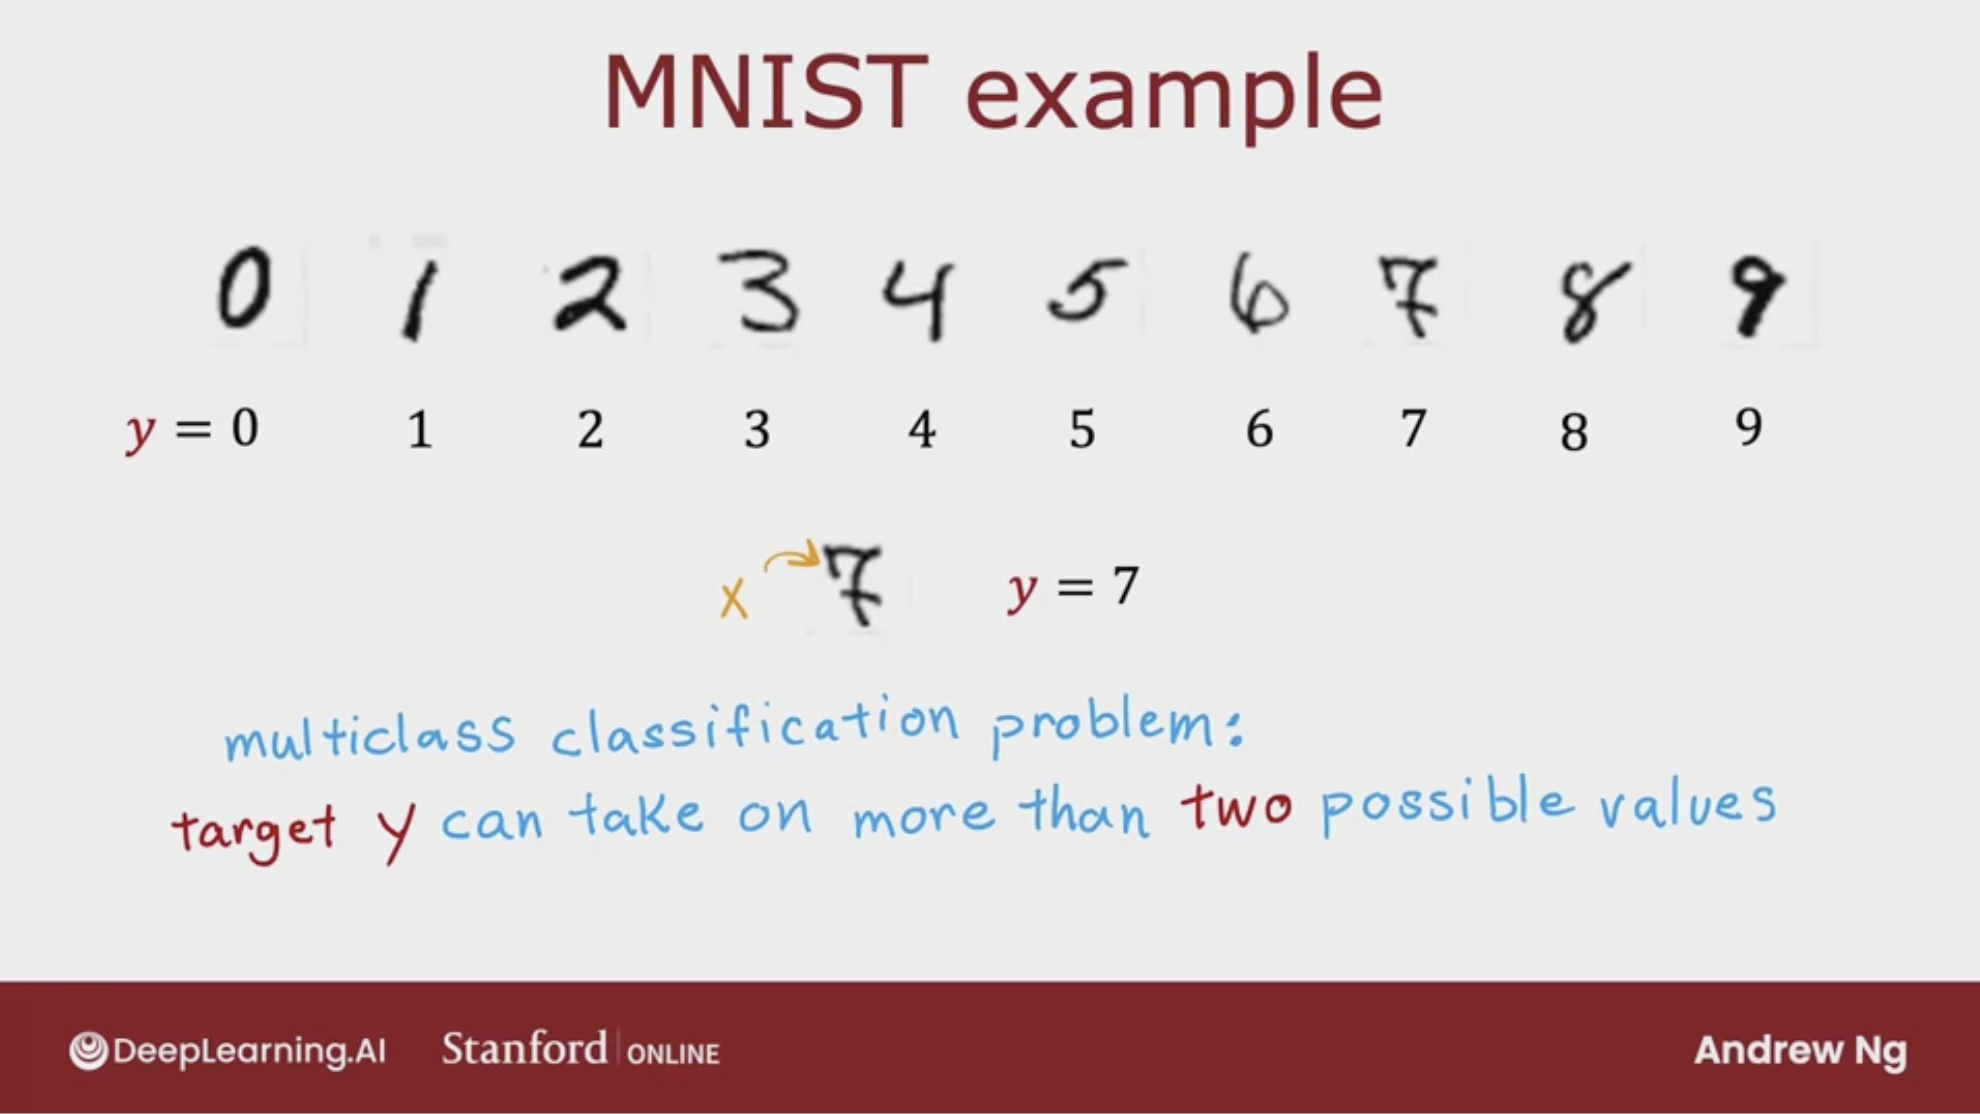 MNIST example
0 1 2 3 4 5 6 7 8 9
y = 0 1 2 3 4 5 6 7 8 9
x 7 y = 7
multiclass classification problem:
target y can take on more than two possible values
DeepLearning.AI Stanford ONLINE Andrew Ng